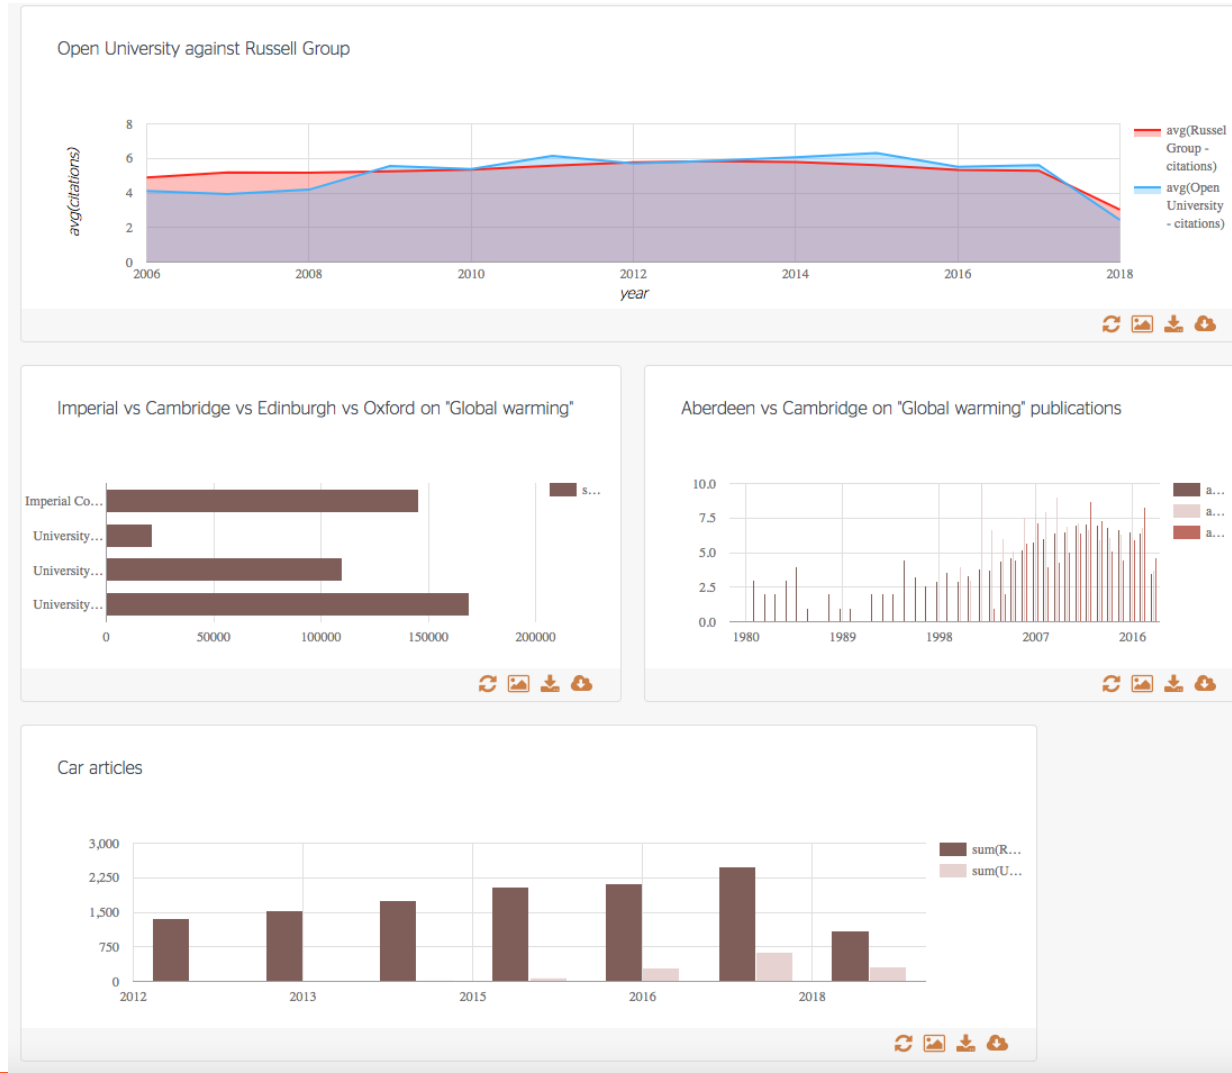 Open University against Russell Group
8
6
4
2
0
avg(citations)
2006 2008 2010 2012 2014 2016 2018
year
avg(Russel
Group -
citations)
avg(Open
University
- citations)
Imperial vs Cambridge vs Edinburgh vs Oxford on "Global warming"
Imperial Co...
University...
University...
University...
0 50000 100000 150000 200000
s...
Aberdeen vs Cambridge on "Global warming" publications
10.0
7.5
5.0
2.5
0.0
1980 1989 1998 2007 2016
a...
a...
a...
Car articles
3,000
2,250
1,500
750
0
2012 2013 2015 2016 2018
sum(R...
sum(U...